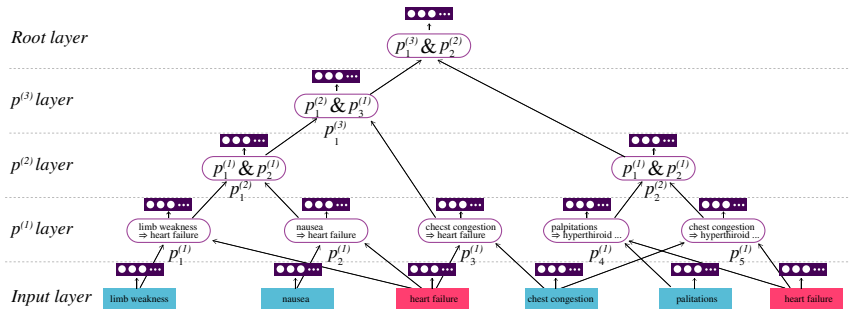 Root layer
p₁⁽³⁾ & p₂⁽²⁾
p⁽³⁾ layer
p₁⁽²⁾ & p₃⁽¹⁾
p₁⁽³⁾
p⁽²⁾ layer
p₁⁽¹⁾ & p₂⁽¹⁾
p₁⁽²⁾
p₁⁽¹⁾ & p₂⁽¹⁾
p₂⁽²⁾
p⁽¹⁾ layer
limb weakness
⇒ heart failure
p₁⁽¹⁾
nausea
⇒ heart failure
p₂⁽¹⁾
checst congestion
⇒ heart failure
p₃⁽¹⁾
palpitations
⇒ hyperthiroid ...
p₄⁽¹⁾
chest congestion
⇒ hyperthiroid ...
p₅⁽¹⁾
Input layer
limb weakness
nausea
heart failure
chest congestion
palitations
heart failure